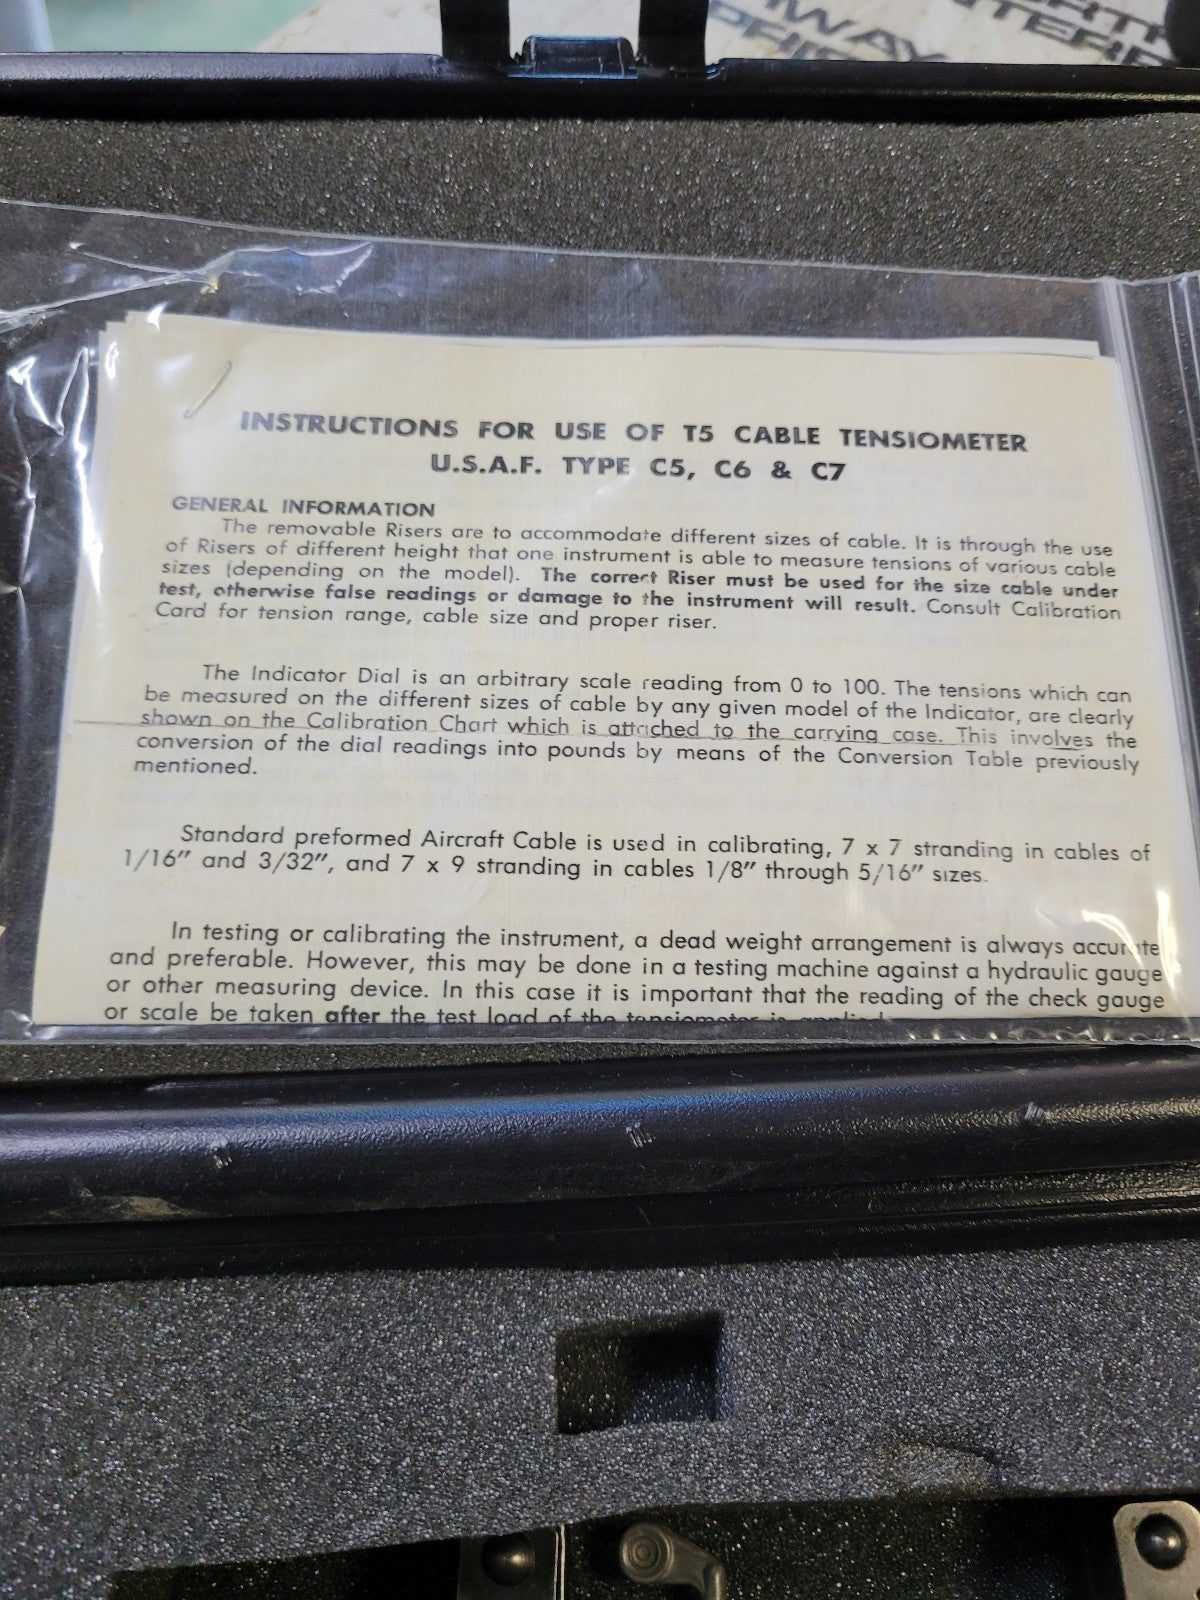 INSTRUCTIONS FOR USE OF T5 CABLE TENSIOMETER
U.S.A.F. TYPE C5, C6 & C7
GENERAL INFORMATION
The removable Risers are to accommodate different sizes of cable. It is through the use
of Risers of different height that one instrument is able to measure tensions of various cable
sizes (depending on the model). The correct Riser must be used for the size cable under
test, otherwise false readings or damage to the instrument will result. Consult Calibration
Card for tension range, cable size and proper riser.
The Indicator Dial is an arbitrary scale reading from 0 to 100. The tensions which can
be measured on the different sizes of cable by any given model of the Indicator, are clearly
shown on the Calibration Chart which is attached to the carrying case. This involves the
conversion of the dial readings into pounds by means of the Conversion Table previously
mentioned.
Standard preformed Aircraft Cable is used in calibrating, 7 x 7 stranding in cables of
1/16" and 3/32", and 7 x 9 stranding in cables 1/8" through 5/16" sizes.
In testing or calibrating the instrument, a dead weight arrangement is always accurate
and preferable. However, this may be done in a testing machine against a hydraulic gauge
or other measuring device. In this case it is important that the reading of the check gauge
or scale be taken after the test load of the tensiometer is applied